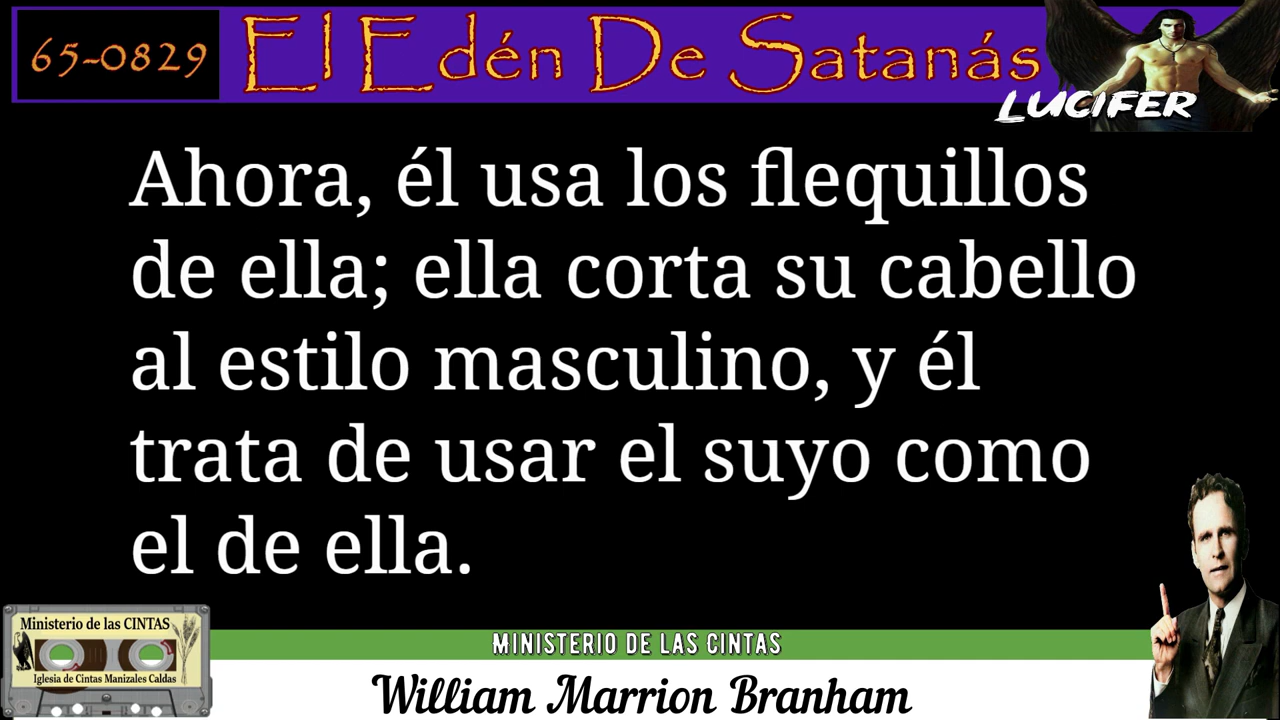 65-0829
El Edén De Satanás
LUCIFER
Ahora, él usa los flequillos
de ella; ella corta su cabello
al estilo masculino, y él
trata de usar el suyo como
el de ella.
Ministerio de las CINTAS
Iglesia de Cintas Manizales Caldas
MINISTERIO DE LAS CINTAS
William Marrion Branham